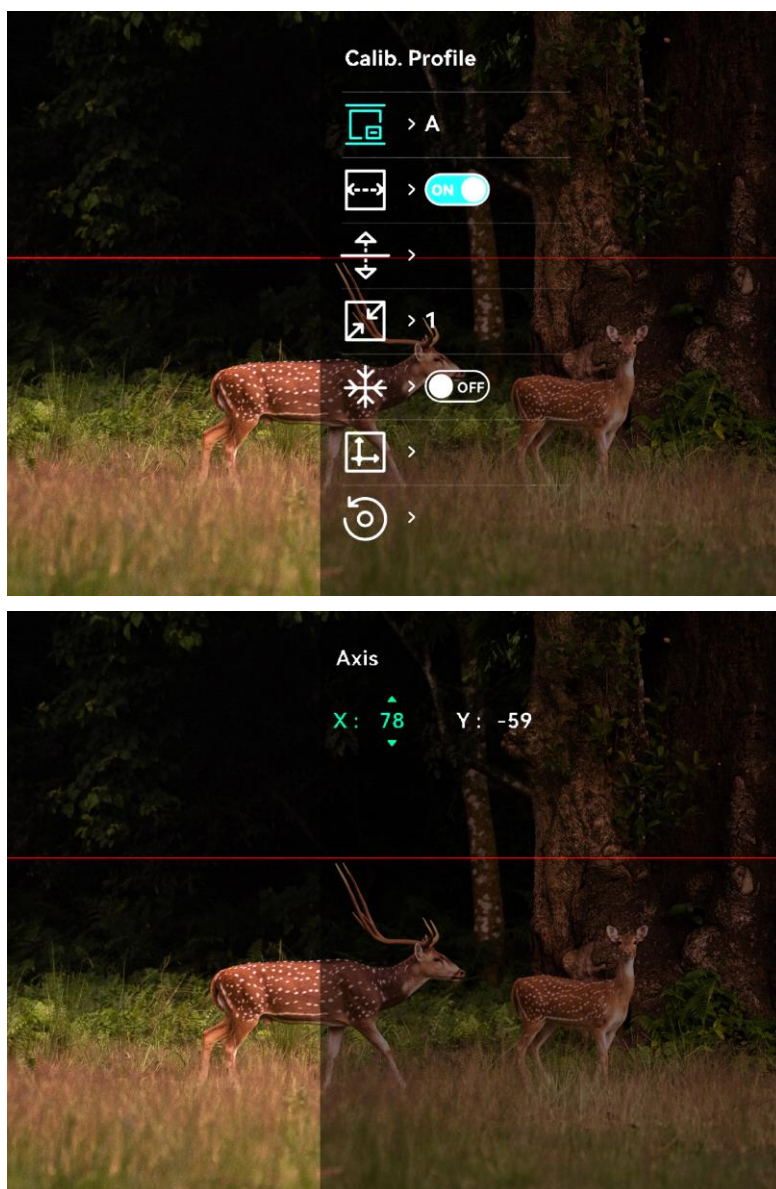 Calib. Profile
> A
> ON
>
> 1
> OFF
>
>
Axis
X : 78 Y : -59